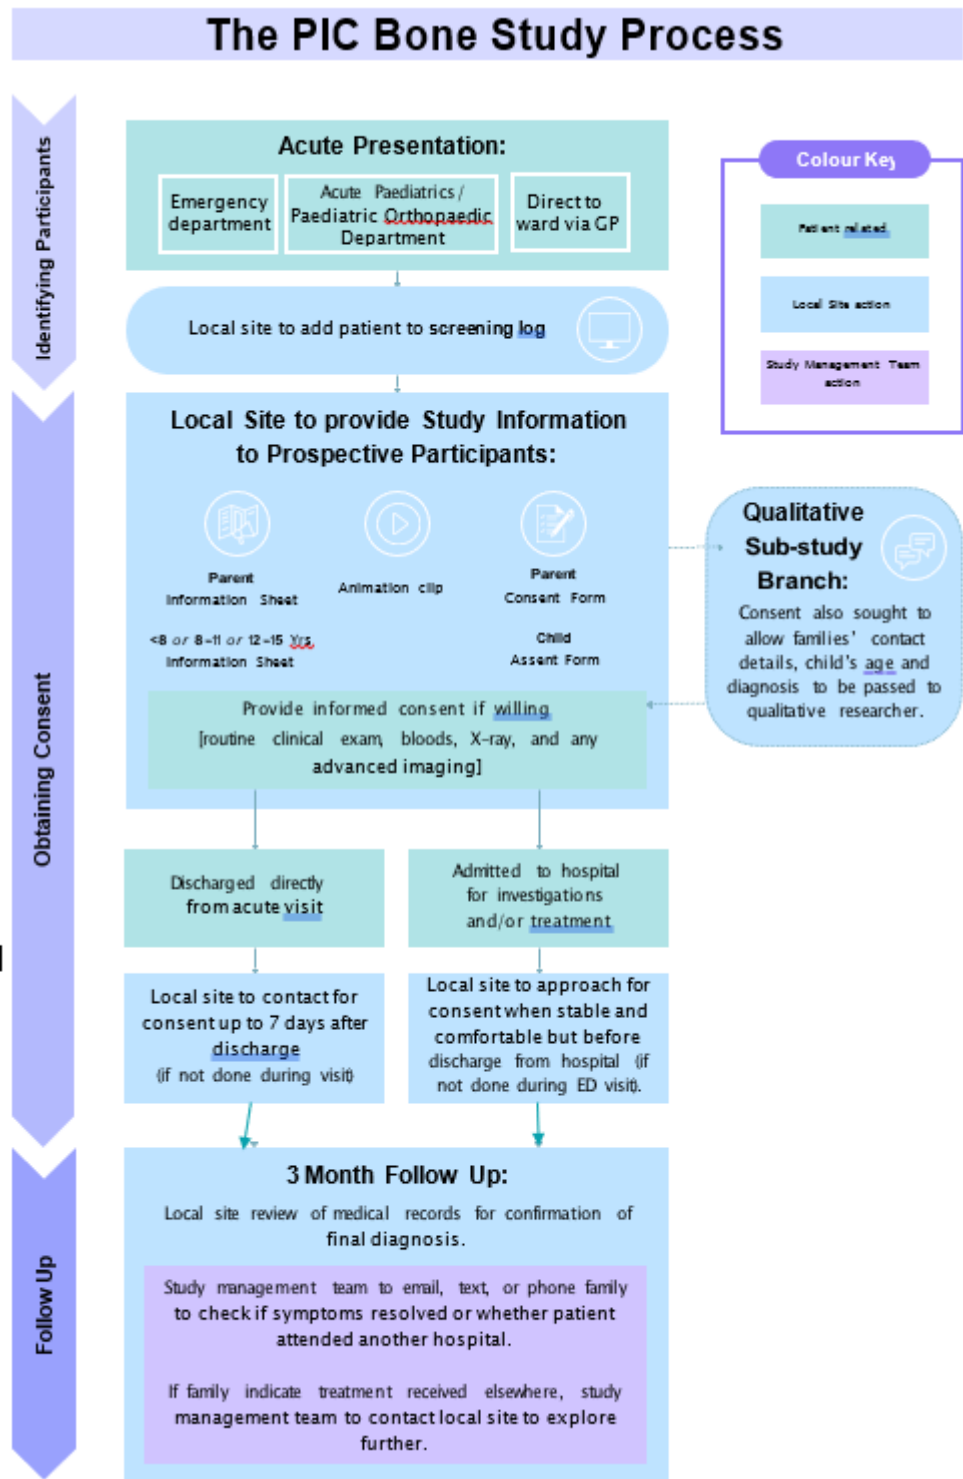 The PIC Bone Study Process
Identifying Participants
Acute Presentation:
Emergency
department
Acute Paediatrics /
Paediatric Orthopaedic
Department
Direct to
ward via GP
Colour Key
Patient related
Local Site action
Study Management Team
action
Local site to add patient to screening log
Obtaining Consent
Local Site to provide Study Information
to Prospective Participants:
Parent
Information Sheet
<8 or 8-11 or 12-15 Yrs
Information Sheet
Animation clip
Parent
Consent Form
Child
Assent Form
Provide informed consent if willing
[routine clinical exam, bloods, X-ray, and any
advanced imaging]
Qualitative
Sub-study
Branch:
Consent also sought to
allow families' contact
details, child's age and
diagnosis to be passed to
qualitative researcher.
Discharged directly
from acute visit
Admitted to hospital
for investigations
and/or treatment
Local site to contact for
consent up to 7 days after
discharge
(if not done during visit)
Local site to approach for
consent when stable and
comfortable but before
discharge from hospital (if
not done during ED visit).
Follow Up
3 Month Follow Up:
Local site review of medical records for confirmation of
final diagnosis.
Study management team to email, text, or phone family
to check if symptoms resolved or whether patient
attended another hospital.
If family indicate treatment received elsewhere, study
management team to contact local site to explore
further.